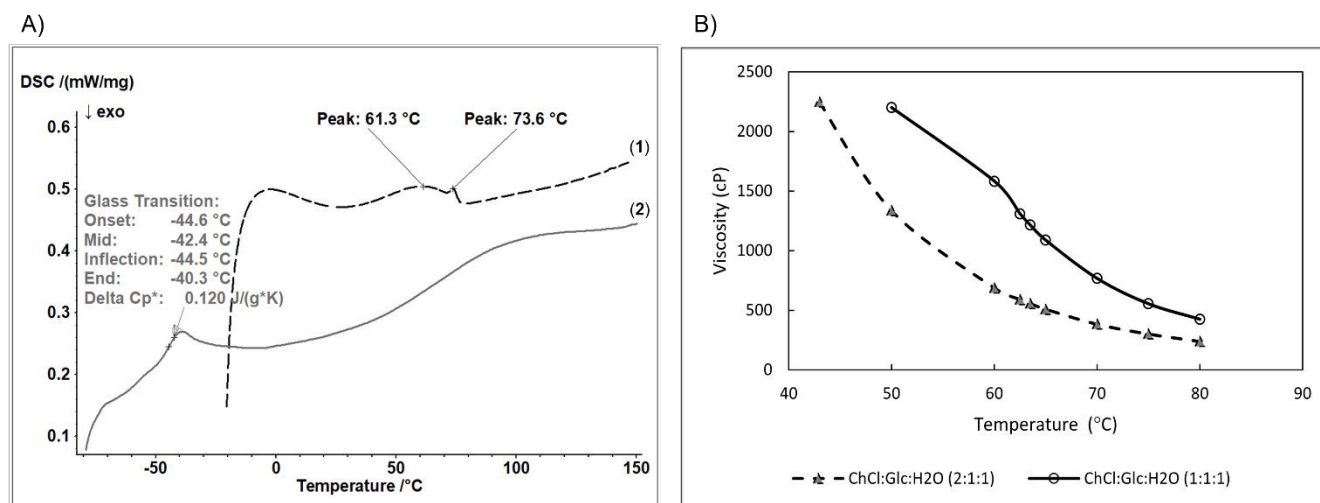 A)
DSC /(mW/mg)
↓ exo
0.6
0.5
0.4
0.3
0.2
0.1
Peak: 61.3 °C
Peak: 73.6 °C
(1)
(2)
Glass Transition:
Onset: -44.6 °C
Mid: -42.4 °C
Inflection: -44.5 °C
End: -40.3 °C
Delta Cp*: 0.120 J/(g*K)
-50 0 50 100 150
Temperature /°C
B)
Viscosity (cP)
2500
2000
1500
1000
500
0
40 50 60 70 80 90
Temperature (°C)
ChCl:Glc:H2O (2:1:1) ChCl:Glc:H2O (1:1:1)